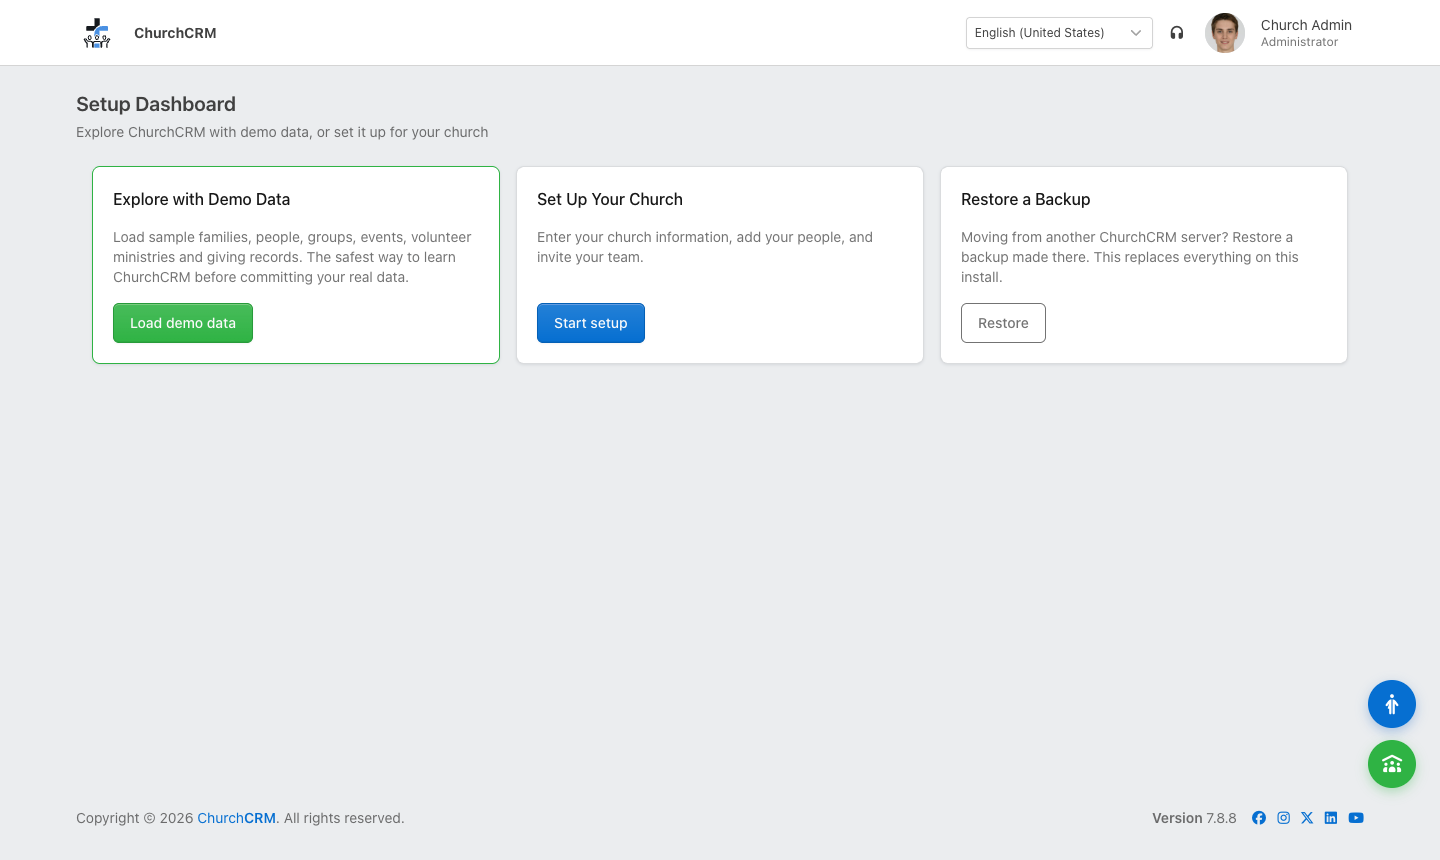 ChurchCRM
English (United States)
Church Admin
Administrator
Setup Dashboard
Explore ChurchCRM with demo data, or set it up for your church
Explore with Demo Data
Load sample families, people, groups, events, volunteer
ministries and giving records. The safest way to learn
ChurchCRM before committing your real data.
Load demo data
Set Up Your Church
Enter your church information, add your people, and
invite your team.
Start setup
Restore a Backup
Moving from another ChurchCRM server? Restore a
backup made there. This replaces everything on this
install.
Restore
Copyright © 2026 ChurchCRM. All rights reserved.
Version 7.8.8